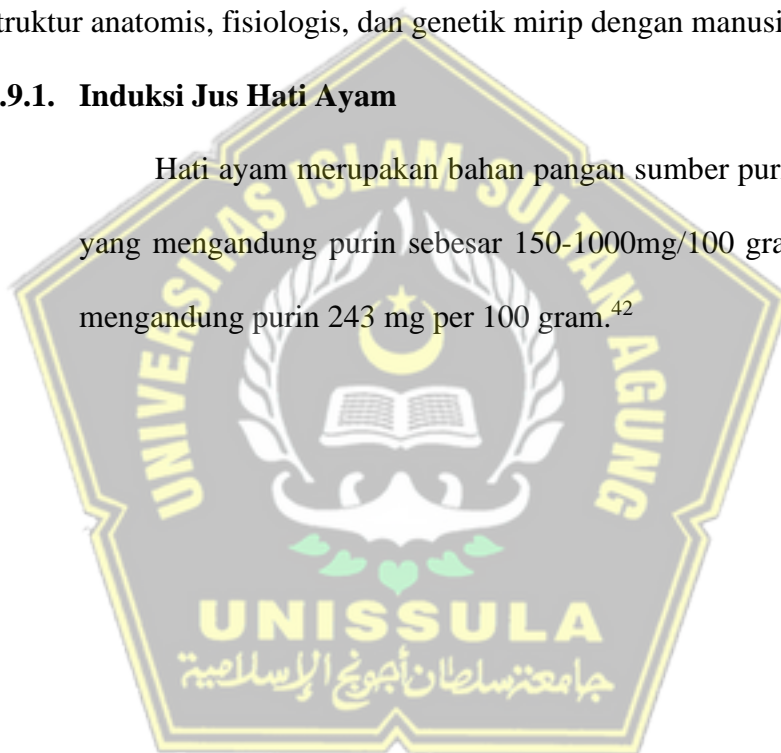 truktur anatomis, fisiologis, dan genetik mirip dengan manusi
.9.1. Induksi Jus Hati Ayam
Hati ayam merupakan bahan pangan sumber pur
yang mengandung purin sebesar 150-1000mg/100 gra
mengandung purin 243 mg per 100 gram.⁴²
UNIVERSITAS ISLAM SULTAN AGUNG
UNISSULA
جامعة سلطان أجونج الإسلامية